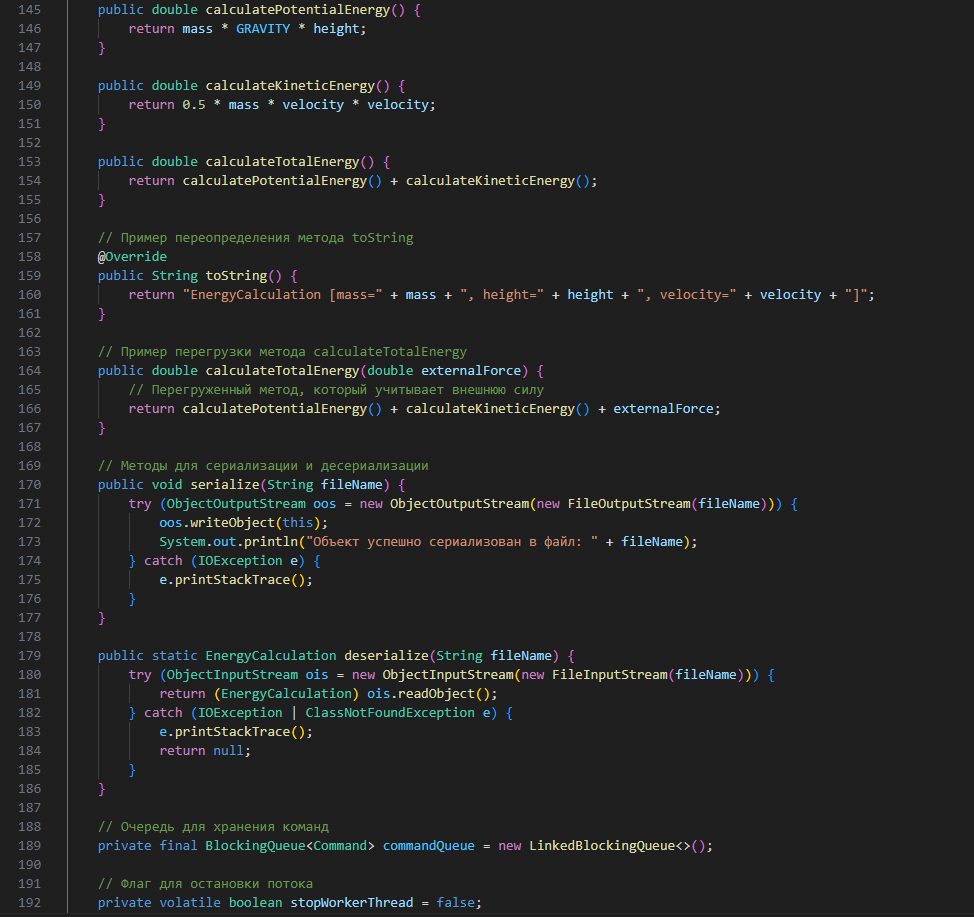 145 public double calculatePotentialEnergy() {
146 return mass * GRAVITY * height;
147 }
148
149 public double calculateKineticEnergy() {
150 return 0.5 * mass * velocity * velocity;
151 }
152
153 public double calculateTotalEnergy() {
154 return calculatePotentialEnergy() + calculateKineticEnergy();
155 }
156
157 // Пример переопределения метода toString
158 @Override
159 public String toString() {
160 return "EnergyCalculation [mass=" + mass + ", height=" + height + ", velocity=" + velocity + "]";
161 }
162
163 // Пример перегрузки метода calculateTotalEnergy
164 public double calculateTotalEnergy(double externalForce) {
165 // Перегруженный метод, который учитывает внешнюю силу
166 return calculatePotentialEnergy() + calculateKineticEnergy() + externalForce;
167 }
168
169 // Методы для сериализации и десериализации
170 public void serialize(String fileName) {
171 try (ObjectOutputStream oos = new ObjectOutputStream(new FileOutputStream(fileName))) {
172 oos.writeObject(this);
173 System.out.println("Объект успешно сериализован в файл: " + fileName);
174 } catch (IOException e) {
175 e.printStackTrace();
176 }
177 }
178
179 public static EnergyCalculation deserialize(String fileName) {
180 try (ObjectInputStream ois = new ObjectInputStream(new FileInputStream(fileName))) {
181 return (EnergyCalculation) ois.readObject();
182 } catch (IOException | ClassNotFoundException e) {
183 e.printStackTrace();
184 return null;
185 }
186 }
187
188 // Очередь для хранения команд
189 private final BlockingQueue<Command> commandQueue = new LinkedBlockingQueue<>();
190
191 // Флаг для остановки потока
192 private volatile boolean stopWorkerThread = false;